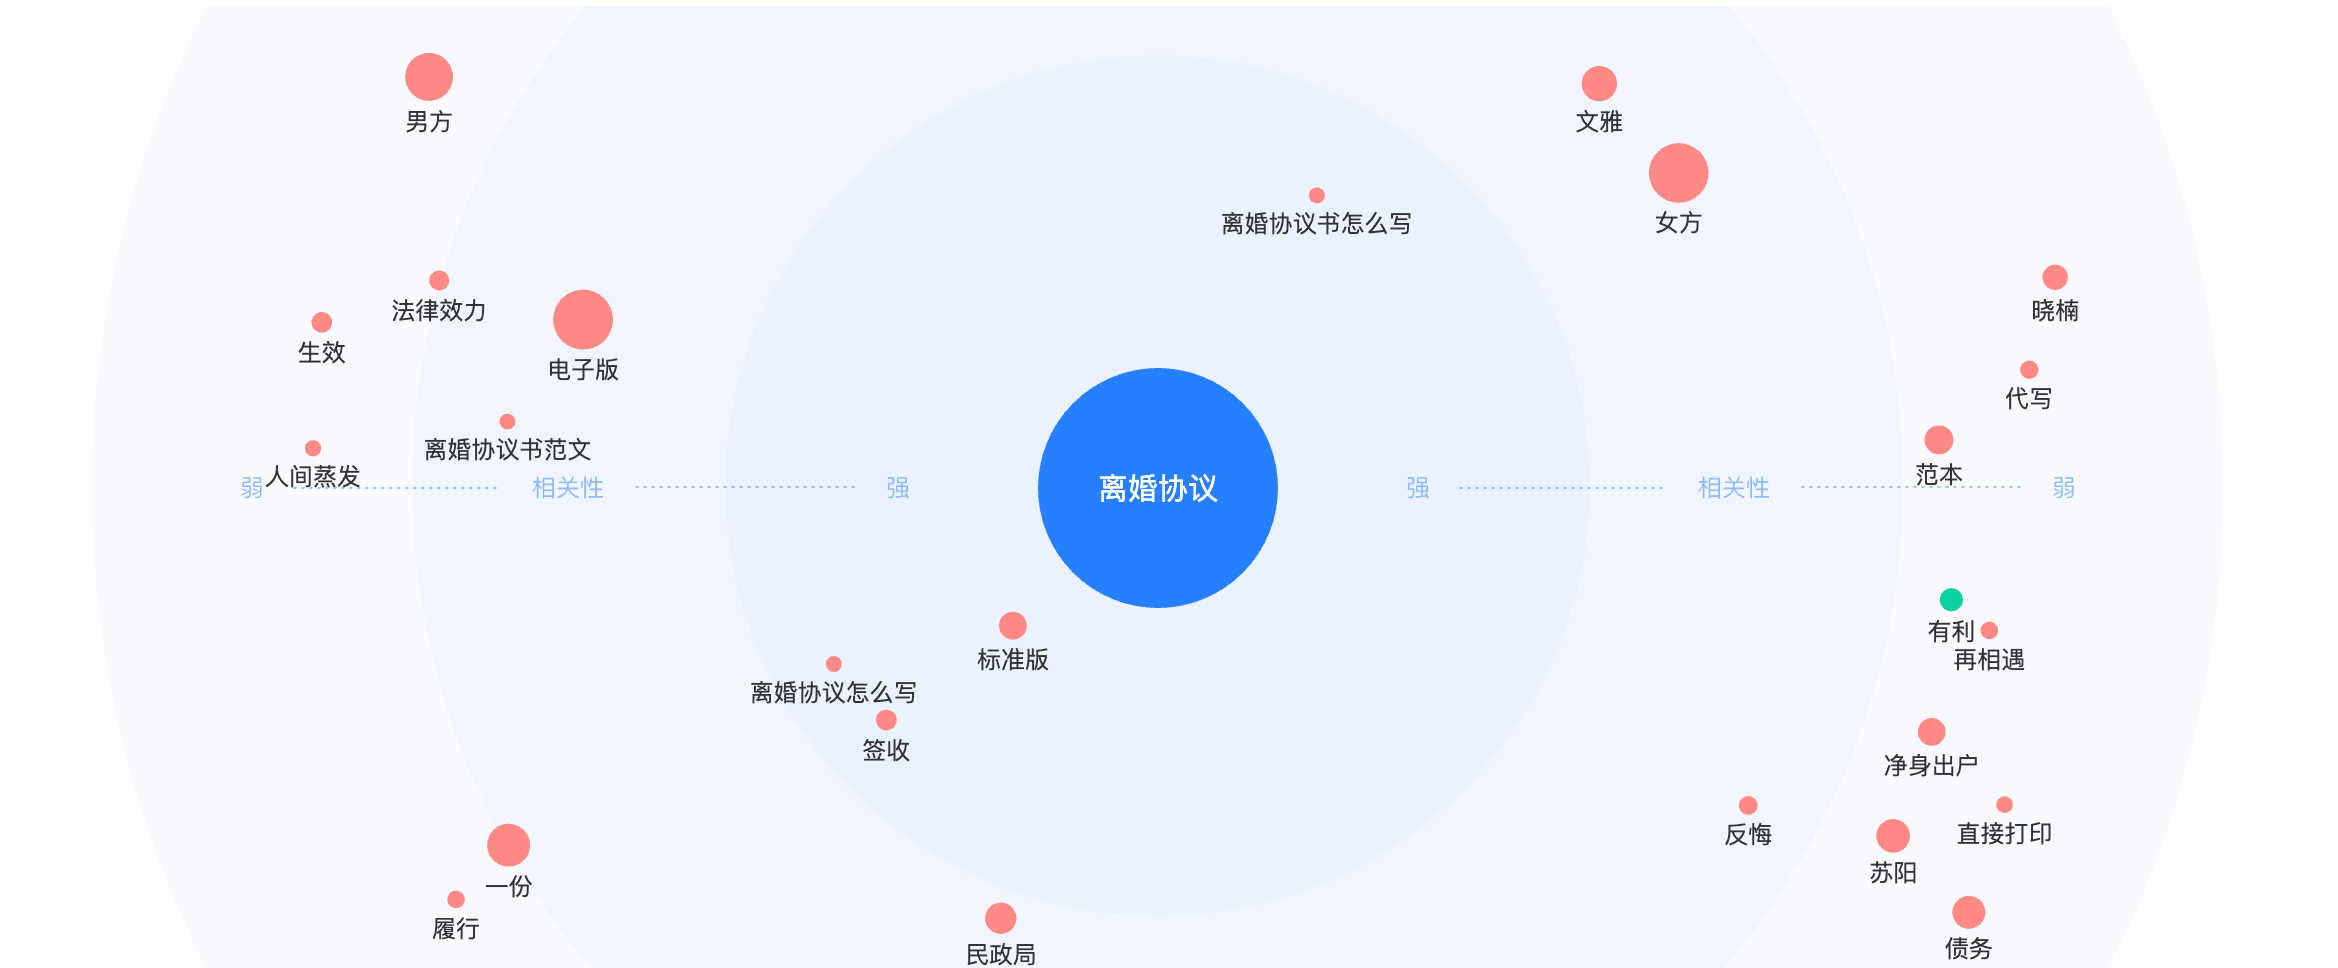 男方
文雅
离婚协议书怎么写
女方
法律效力
晓楠
生效
电子版
代写
离婚协议书范文
人间蒸发
范本
弱
相关性
强
离婚协议
强
相关性
弱
有利
标准版
再相遇
离婚协议怎么写
签收
净身出户
反悔
直接打印
苏阳
一份
履行
民政局
债务